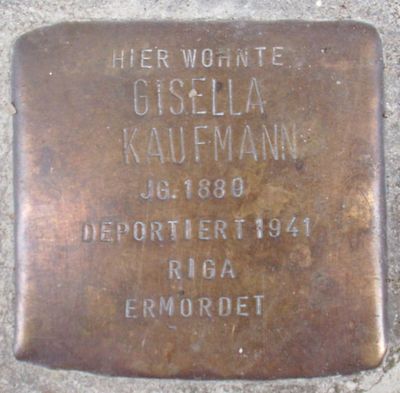 HIER WOHNTE
GISELLA
KAUFMANN
JG. 1880
DEPORTIERT 1941
RIGA
ERMORDET